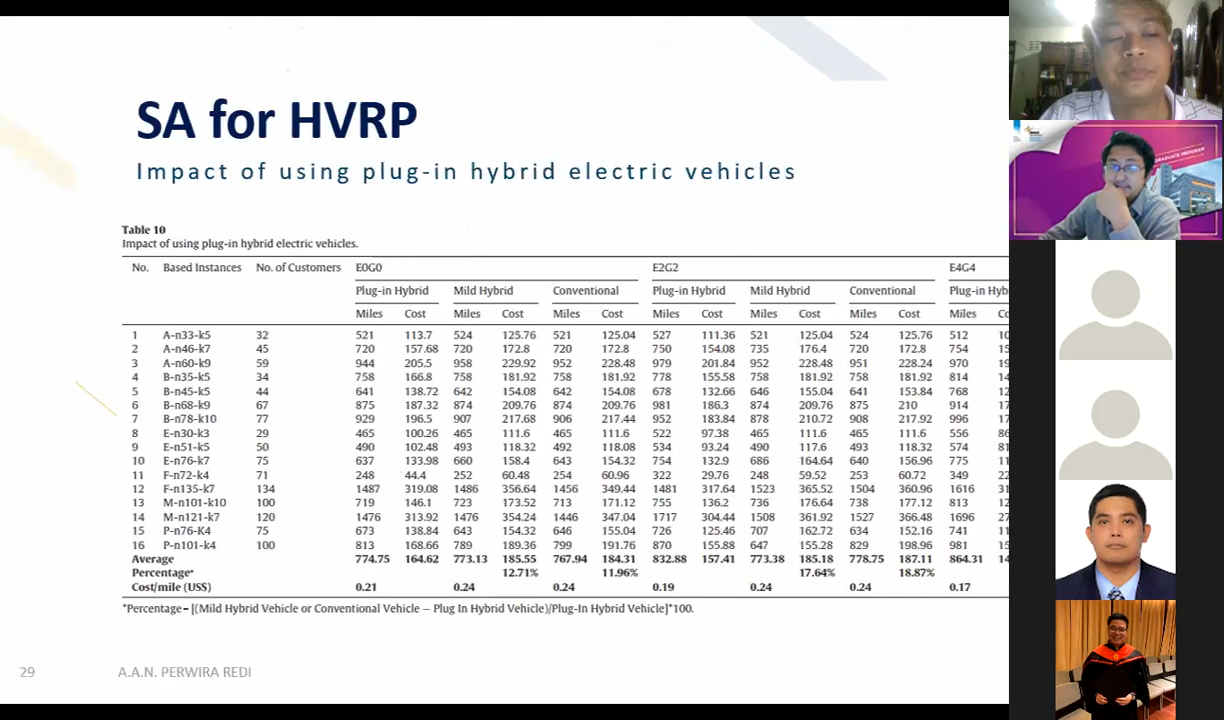 SA for HVRP
Impact of using plug-in hybrid electric vehicles
Table 10
Impact of using plug-in hybrid electric vehicles.
No. Based Instances No. of Customers E0G0 E2G2 E4G4
Plug-in Hybrid Mild Hybrid Conventional Plug-in Hybrid Mild Hybrid Conventional Plug-in Hyb
Miles Cost Miles Cost Miles Cost Miles Cost Miles Cost Miles Cost Miles Co
1 A-n33-k5 32 521 113.7 524 125.76 521 125.04 527 111.36 521 125.04 524 125.76 512 10
2 A-n46-k7 45 720 157.68 720 172.8 720 172.8 750 154.08 735 176.4 720 172.8 754 15
3 A-n60-k9 59 944 205.5 958 229.92 952 228.48 979 201.84 952 228.48 951 228.24 970 19
4 B-n35-k5 34 758 166.8 758 181.92 758 181.92 778 155.58 758 181.92 758 181.92 814 14
5 B-n45-k5 44 641 138.72 642 154.08 642 154.08 678 132.66 646 155.04 641 153.84 768 12
6 B-n68-k9 67 875 187.32 874 209.76 874 209.76 981 186.3 874 209.76 875 210 914 17
7 B-n78-k10 77 929 196.5 907 217.68 906 217.44 952 183.84 878 210.72 908 217.92 996 17
8 E-n30-k3 29 465 100.26 465 111.6 465 111.6 522 97.38 465 111.6 465 111.6 556 86
9 E-n51-k5 50 490 102.48 493 118.32 492 118.08 534 93.24 490 117.6 493 118.32 574 81
10 E-n76-k7 75 637 133.98 660 158.4 643 154.32 754 132.9 686 164.64 640 156.96 775 11
11 F-n72-k4 71 248 44.4 252 60.48 254 60.96 322 29.76 248 59.52 253 60.72 349 22
12 F-n135-k7 134 1487 319.08 1486 356.64 1456 349.44 1481 317.64 1523 365.52 1504 360.96 1616 31
13 M-n101-k10 100 719 146.1 723 173.52 713 171.12 755 136.2 736 176.64 738 177.12 813 12
14 M-n121-k7 120 1476 313.92 1476 354.24 1446 347.04 1717 304.44 1508 361.92 1527 366.48 1696 27
15 P-n76-K4 75 673 138.84 643 154.32 646 155.04 726 125.46 707 162.72 634 152.16 741 11
16 P-n101-k4 100 813 168.66 789 189.36 799 191.76 870 155.88 647 155.28 829 198.96 981 15
Average 774.75 164.62 773.13 185.55 767.94 184.31 832.88 157.41 773.38 185.18 778.75 187.11 864.31 14
Percentage* 12.71% 11.96% 17.64% 18.87%
Cost/mile (US$) 0.21 0.24 0.24 0.19 0.24 0.24 0.17
*Percentage = [(Mild Hybrid Vehicle or Conventional Vehicle − Plug In Hybrid Vehicle)/Plug-In Hybrid Vehicle]*100.
29 A.A.N. PERWIRA REDI
GRADUATE PROGRAM